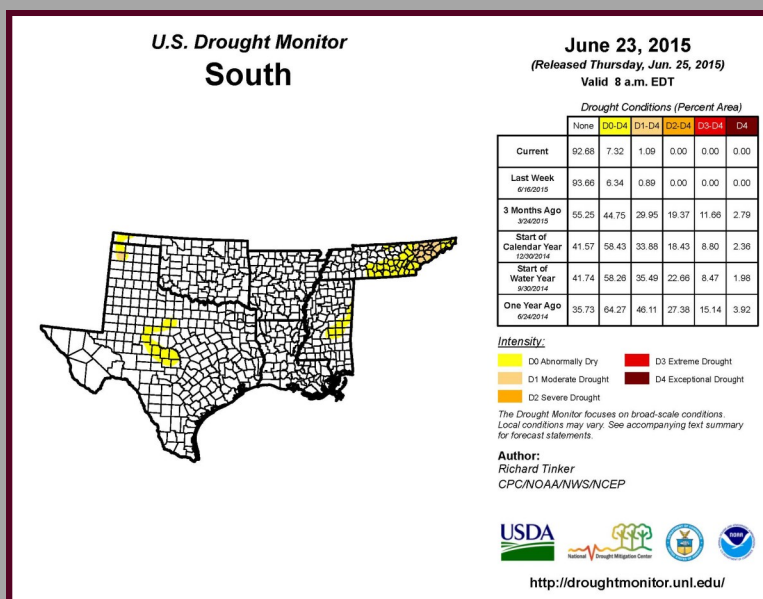 U.S. Drought Monitor
South
June 23, 2015
(Released Thursday, Jun. 25, 2015)
Valid 8 a.m. EDT
Drought Conditions (Percent Area)
None D0-D4 D1-D4 D2-D4 D3-D4 D4
Current 92.68 7.32 1.09 0.00 0.00 0.00
Last Week 93.66 6.34 0.89 0.00 0.00 0.00
6/16/2015
3 Months Ago 55.25 44.75 29.95 19.37 11.66 2.79
3/24/2015
Start of
Calendar Year 41.57 58.43 33.88 18.43 8.80 2.36
12/30/2014
Start of
Water Year 41.74 58.26 35.49 22.66 8.47 1.98
9/30/2014
One Year Ago 35.73 64.27 46.11 27.38 15.14 3.92
6/24/2014
Intensity:
D0 Abnormally Dry D3 Extreme Drought
D1 Moderate Drought D4 Exceptional Drought
D2 Severe Drought
The Drought Monitor focuses on broad-scale conditions.
Local conditions may vary. See accompanying text summary
for forecast statements.
Author:
Richard Tinker
CPC/NOAA/NWS/NCEP
USDA
National Drought Mitigation Center
NOAA
http://droughtmonitor.unl.edu/